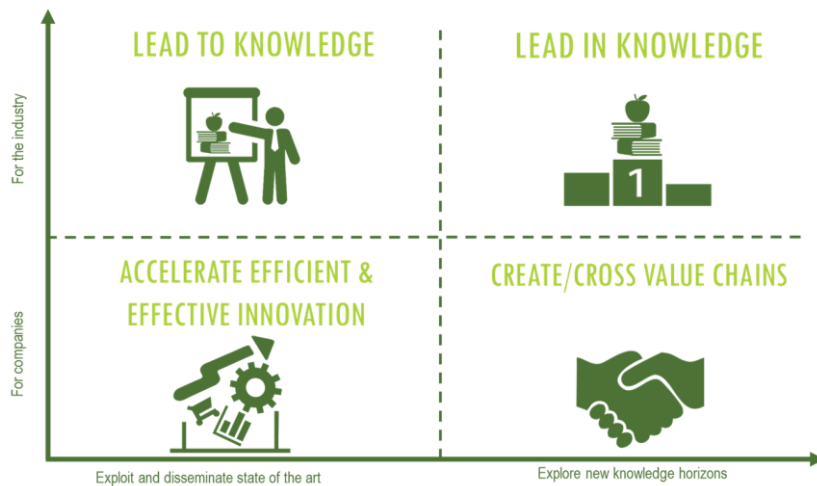 LEAD TO KNOWLEDGE
LEAD IN KNOWLEDGE
For the industry
1
ACCELERATE EFFICIENT &
EFFECTIVE INNOVATION
CREATE/CROSS VALUE CHAINS
For companies
Exploit and disseminate state of the art
Explore new knowledge horizons